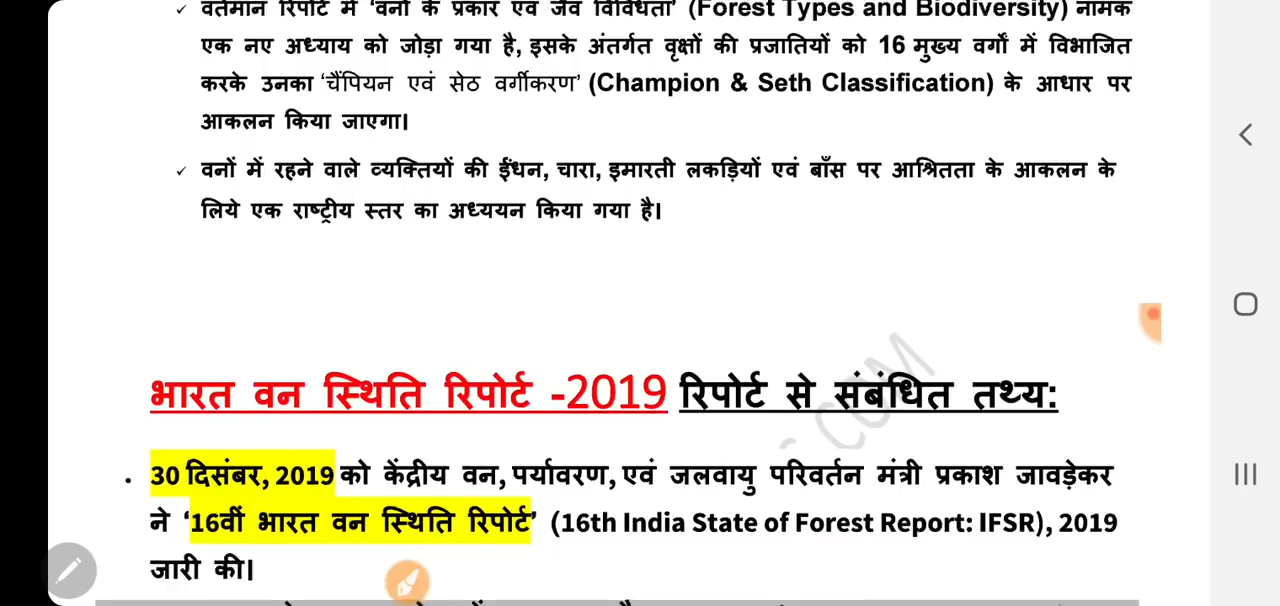 ✓ वर्तमान रिपोर्ट में 'वनों के प्रकार एवं जैव विविधता' (Forest Types and Biodiversity) नामक
एक नए अध्याय को जोड़ा गया है, इसके अंतर्गत वृक्षों की प्रजातियों को 16 मुख्य वर्गों में विभाजित
करके उनका 'चैंपियन एवं सेठ वर्गीकरण' (Champion & Seth Classification) के आधार पर
आकलन किया जाएगा।
✓ वनों में रहने वाले व्यक्तियों की ईंधन, चारा, इमारती लकड़ियों एवं बाँस पर आश्रितता के आकलन के
लिये एक राष्ट्रीय स्तर का अध्ययन किया गया है।
भारत वन स्थिति रिपोर्ट -2019 रिपोर्ट से संबंधित तथ्य:
• 30 दिसंबर, 2019 को केंद्रीय वन, पर्यावरण, एवं जलवायु परिवर्तन मंत्री प्रकाश जावड़ेकर
ने '16वीं भारत वन स्थिति रिपोर्ट' (16th India State of Forest Report: IFSR), 2019
जारी की।